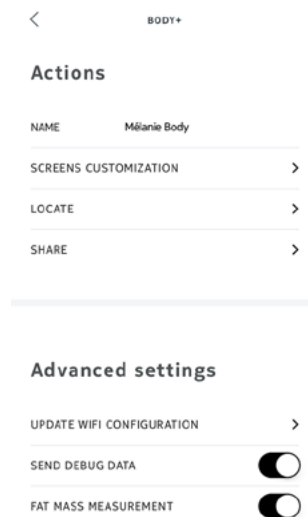 BODY+
Actions
NAME Mélanie Body
SCREENS CUSTOMIZATION
LOCATE
SHARE
Advanced settings
UPDATE WIFI CONFIGURATION
SEND DEBUG DATA
FAT MASS MEASUREMENT